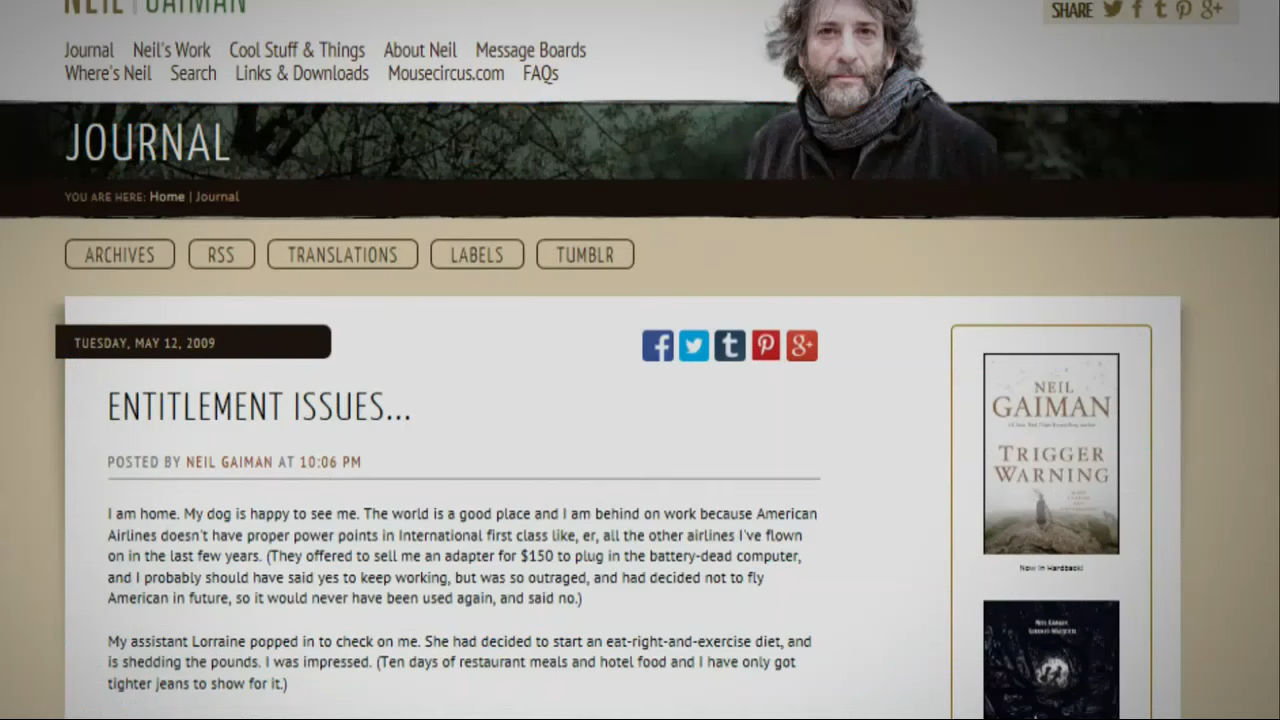 NEIL | GAIMAN
SHARE
Journal Neil's Work Cool Stuff & Things About Neil Message Boards
Where's Neil Search Links & Downloads Mousecircus.com FAQs
JOURNAL
YOU ARE HERE: Home | Journal
ARCHIVES RSS TRANSLATIONS LABELS TUMBLR
TUESDAY, MAY 12, 2009
ENTITLEMENT ISSUES...
POSTED BY NEIL GAIMAN AT 10:06 PM
I am home. My dog is happy to see me. The world is a good place and I am behind on work because American
Airlines doesn't have proper power points in International first class like, er, all the other airlines I've flown
on in the last few years. (They offered to sell me an adapter for $150 to plug in the battery-dead computer,
and I probably should have said yes to keep working, but was so outraged, and had decided not to fly
American in future, so it would never have been used again, and said no.)
My assistant Lorraine popped in to check on me. She had decided to start an eat-right-and-exercise diet, and
is shedding the pounds. I was impressed. (Ten days of restaurant meals and hotel food and I have only got
tighter jeans to show for it.)
NEIL
GAIMAN
TRIGGER
WARNING
Now in Hardback!